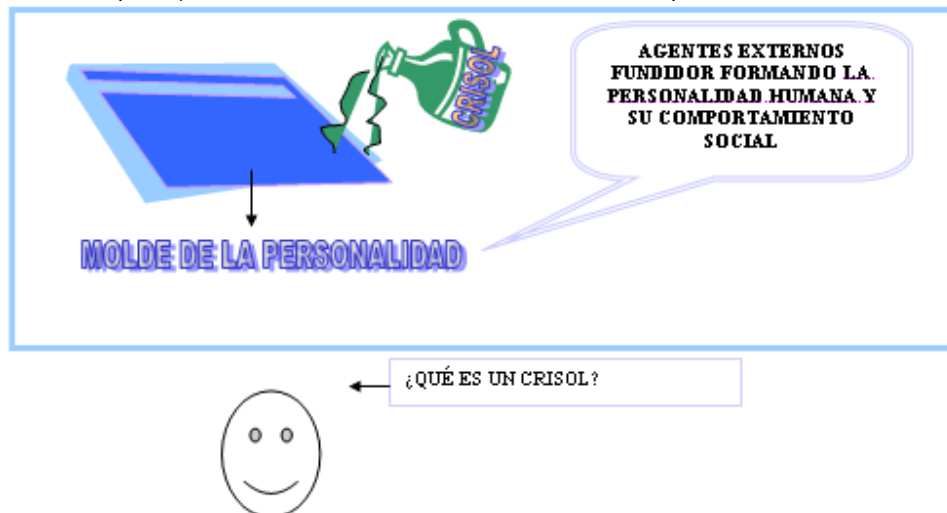 CRISOL
AGENTES EXTERNOS
FUNDIDOR FORMANDO LA
PERSONALIDAD HUMANA Y
SU COMPORTAMIENTO
SOCIAL
MOLDE DE LA PERSONALIDAD
¿QUÉ ES UN CRISOL?